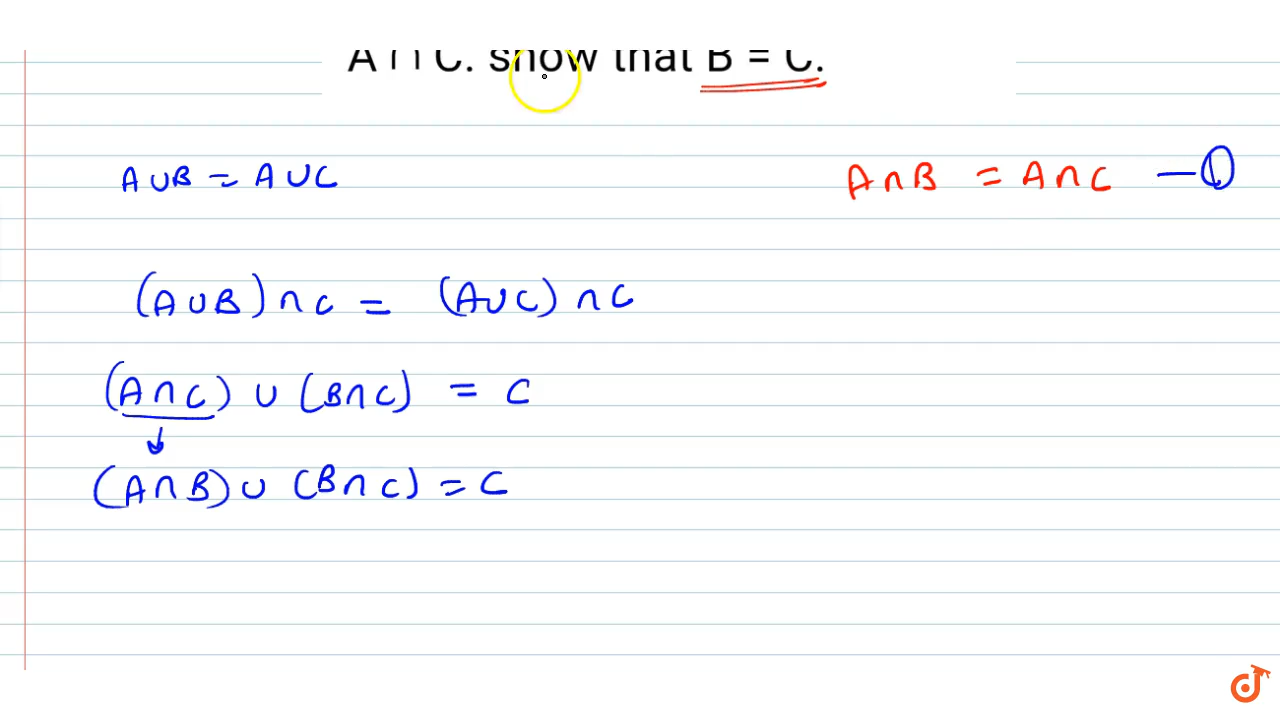 A ∩ C. show that B = C.
A∪B = A∪C
A∩B = A∩C — ①
(A∪B)∩C = (A∪C)∩C
(A∩C) ∪ (B∩C) = C
↓
(A∩B)∪ (B∩C) = C